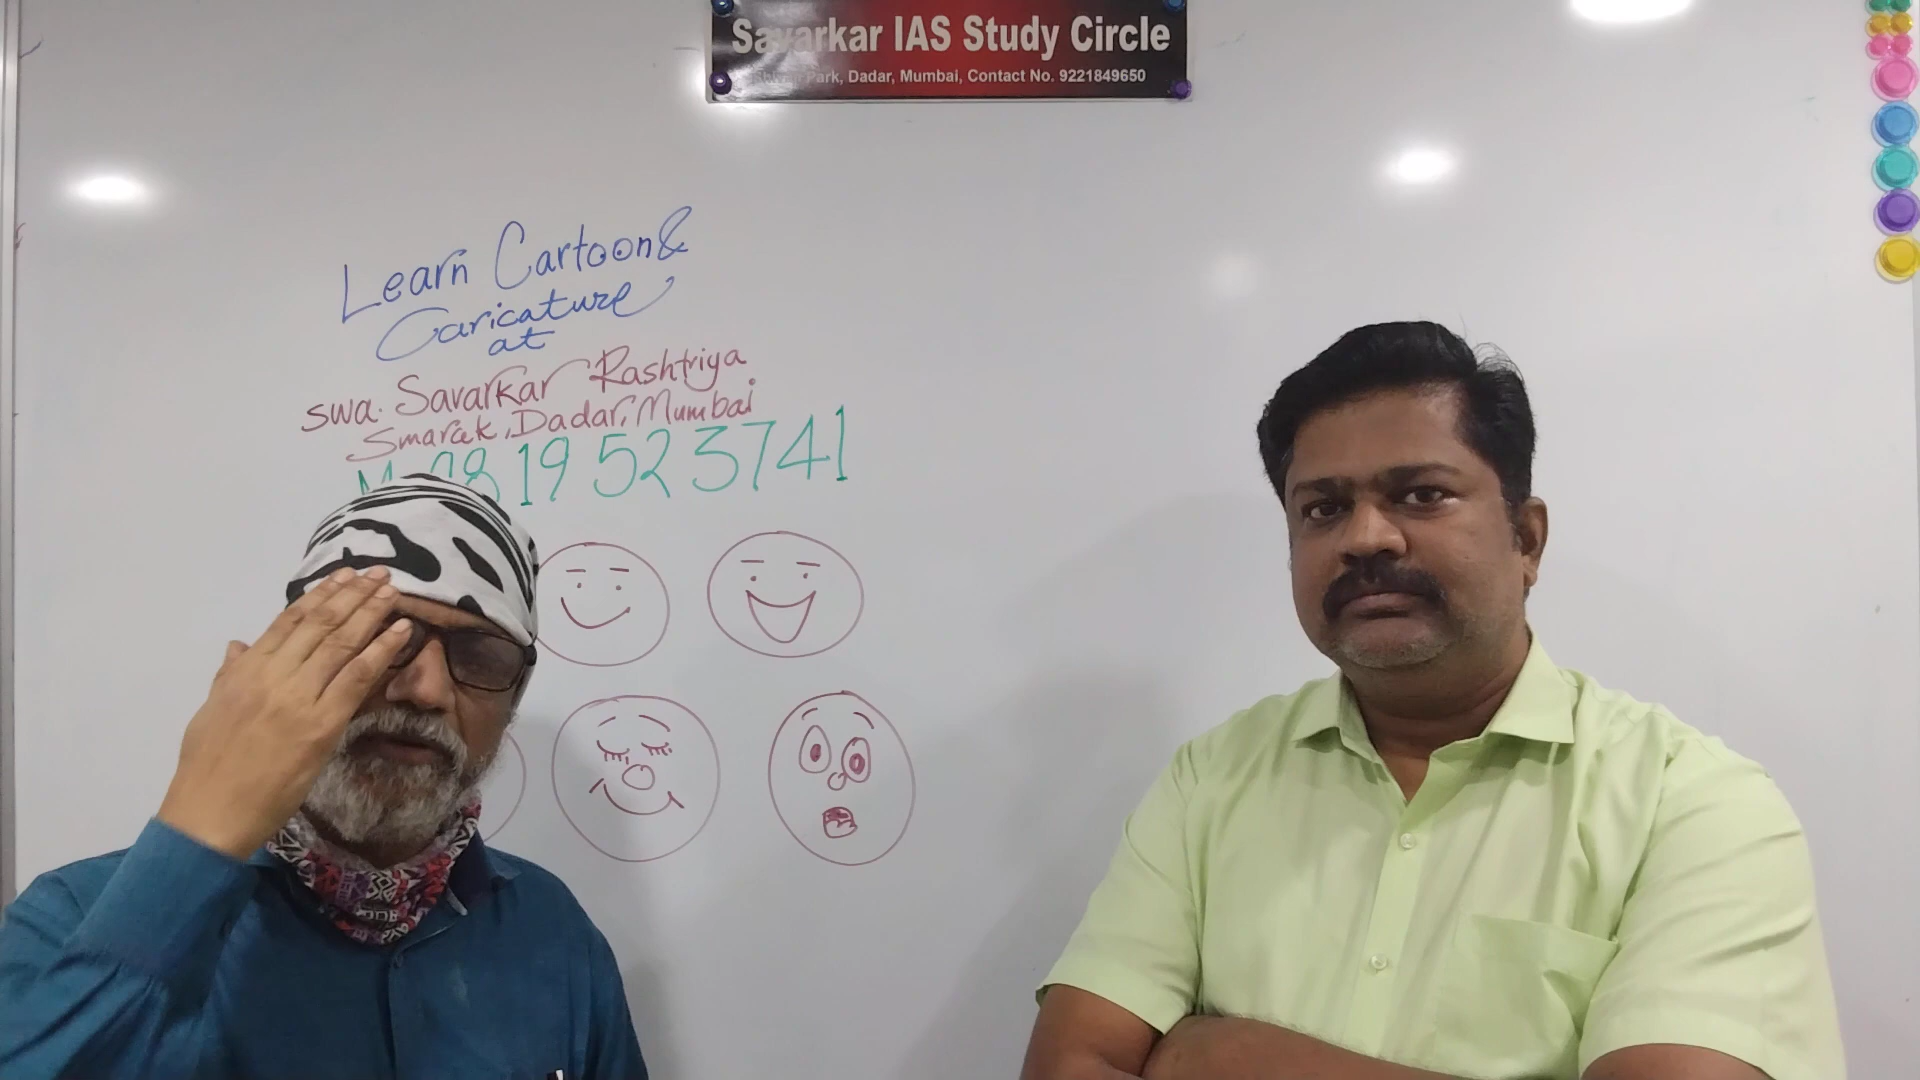 Savarkar IAS Study Circle
Shivaji Park, Dadar, Mumbai, Contact No. 9221849650
Learn Cartoon &
Caricature
at
swa. Savarkar Rashtriya
Smarak, Dadar, Mumbai
19 52 3741